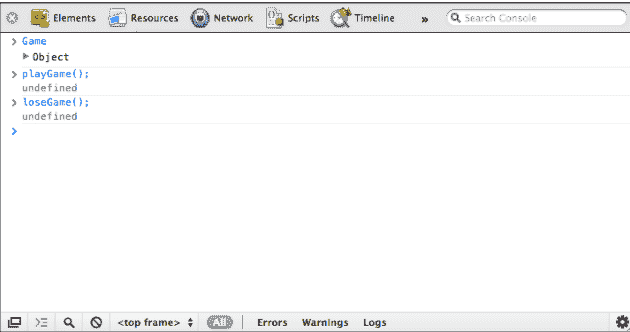 Elements Resources Network Scripts Timeline » Search Console
> Game
▶ Object
> playGame();
undefined
> loseGame();
undefined
>
<top frame> All Errors Warnings Logs